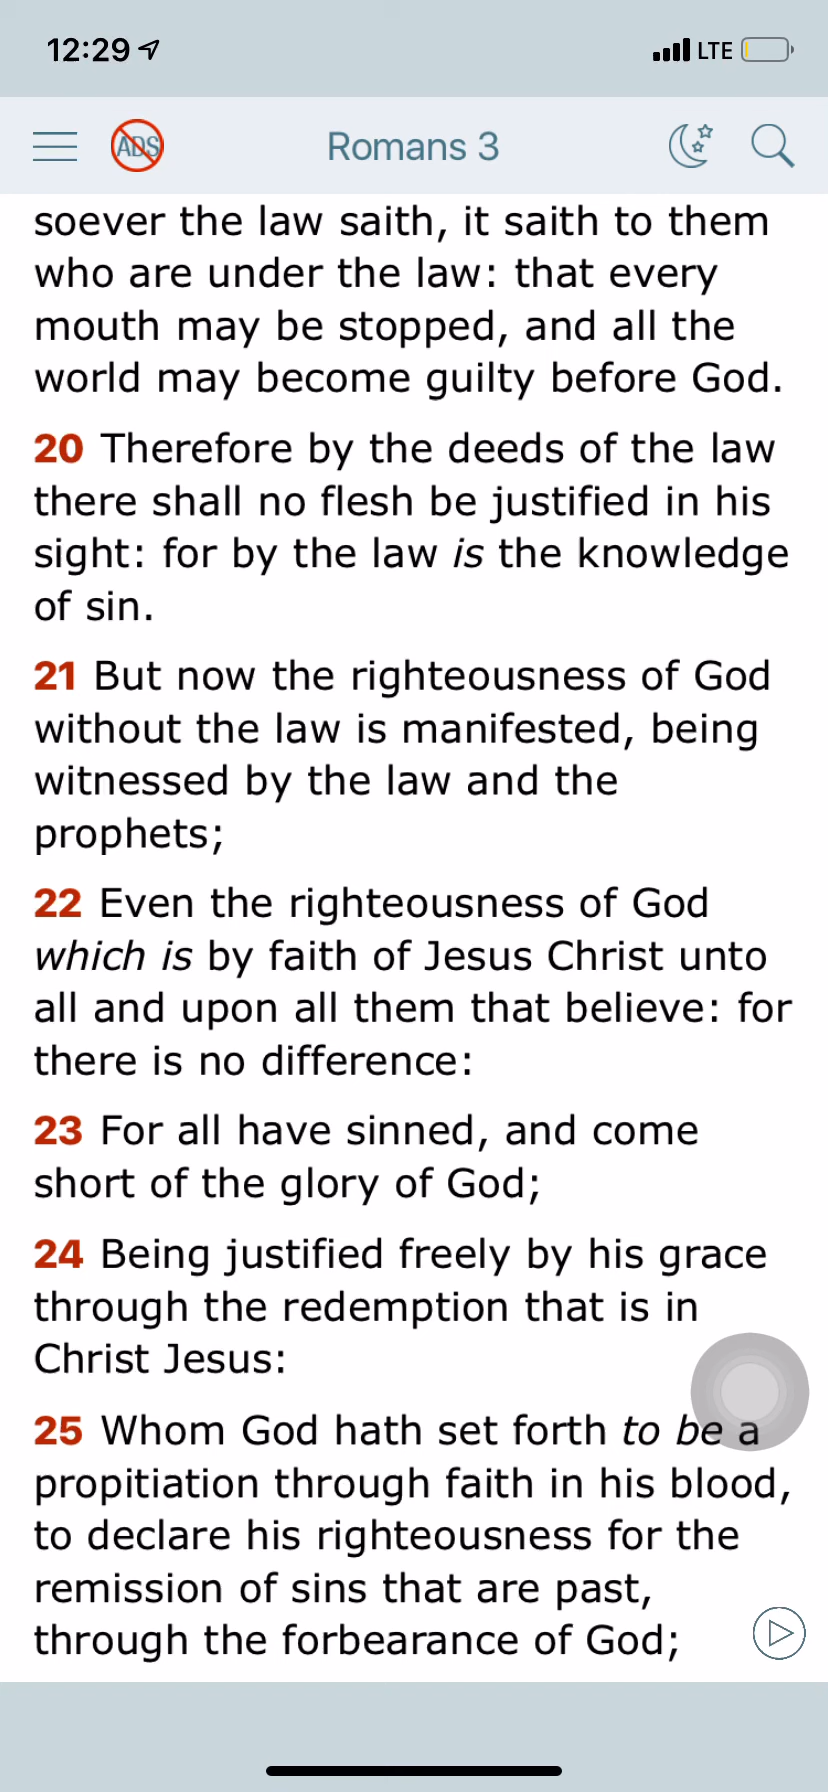 12:29
LTE
ADS
Romans 3
soever the law saith, it saith to them
who are under the law: that every
mouth may be stopped, and all the
world may become guilty before God.
20 Therefore by the deeds of the law
there shall no flesh be justified in his
sight: for by the law is the knowledge
of sin.
21 But now the righteousness of God
without the law is manifested, being
witnessed by the law and the
prophets;
22 Even the righteousness of God
which is by faith of Jesus Christ unto
all and upon all them that believe: for
there is no difference:
23 For all have sinned, and come
short of the glory of God;
24 Being justified freely by his grace
through the redemption that is in
Christ Jesus:
25 Whom God hath set forth to be a
propitiation through faith in his blood,
to declare his righteousness for the
remission of sins that are past,
through the forbearance of God;